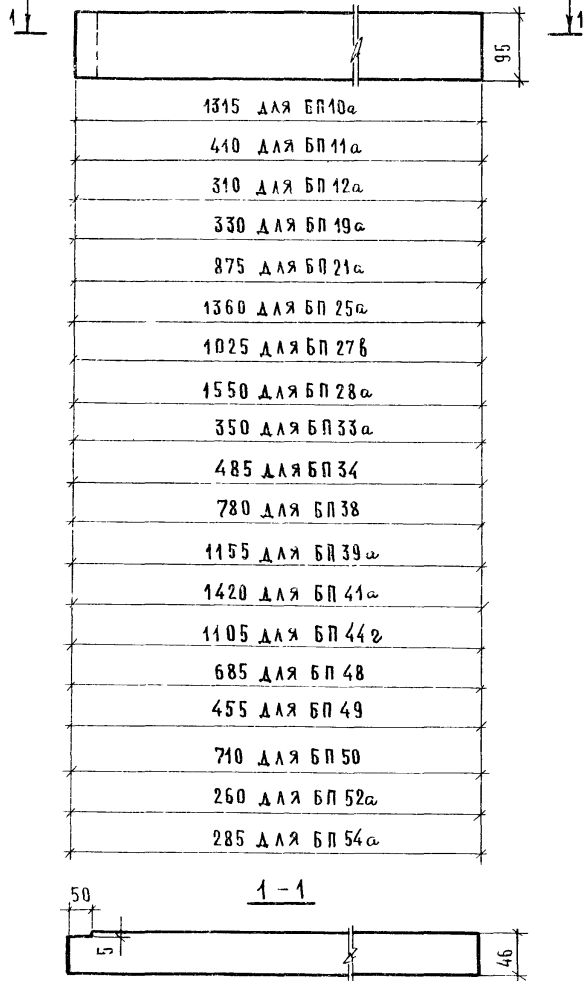 1 1
95
1315 ДЛЯ БП10а
410 ДЛЯ БП11а
310 ДЛЯ БП12а
330 ДЛЯ БП19а
875 ДЛЯ БП21а
1360 ДЛЯ БП25а
1025 ДЛЯ БП27в
1550 ДЛЯ БП28а
350 ДЛЯ БП33а
485 ДЛЯ БП34
780 ДЛЯ БП38
1155 ДЛЯ БП39а
1420 ДЛЯ БП41а
1105 ДЛЯ БП44г
685 ДЛЯ БП48
455 ДЛЯ БП49
710 ДЛЯ БП50
260 ДЛЯ БП52а
285 ДЛЯ БП54а
1-1
50
5
46